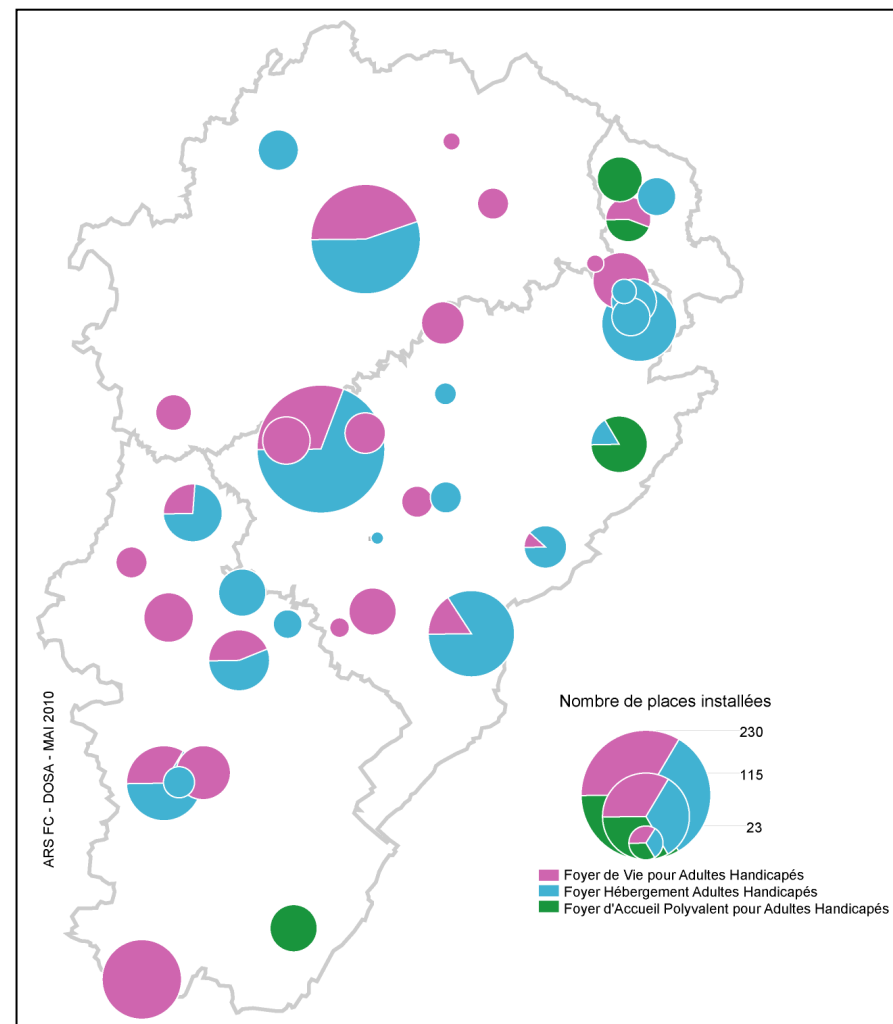 ARS FC - DOSA - MAI 2010
Nombre de places installées
230
115
23
Foyer de Vie pour Adultes Handicapés
Foyer Hébergement Adultes Handicapés
Foyer d'Accueil Polyvalent pour Adultes Handicapés